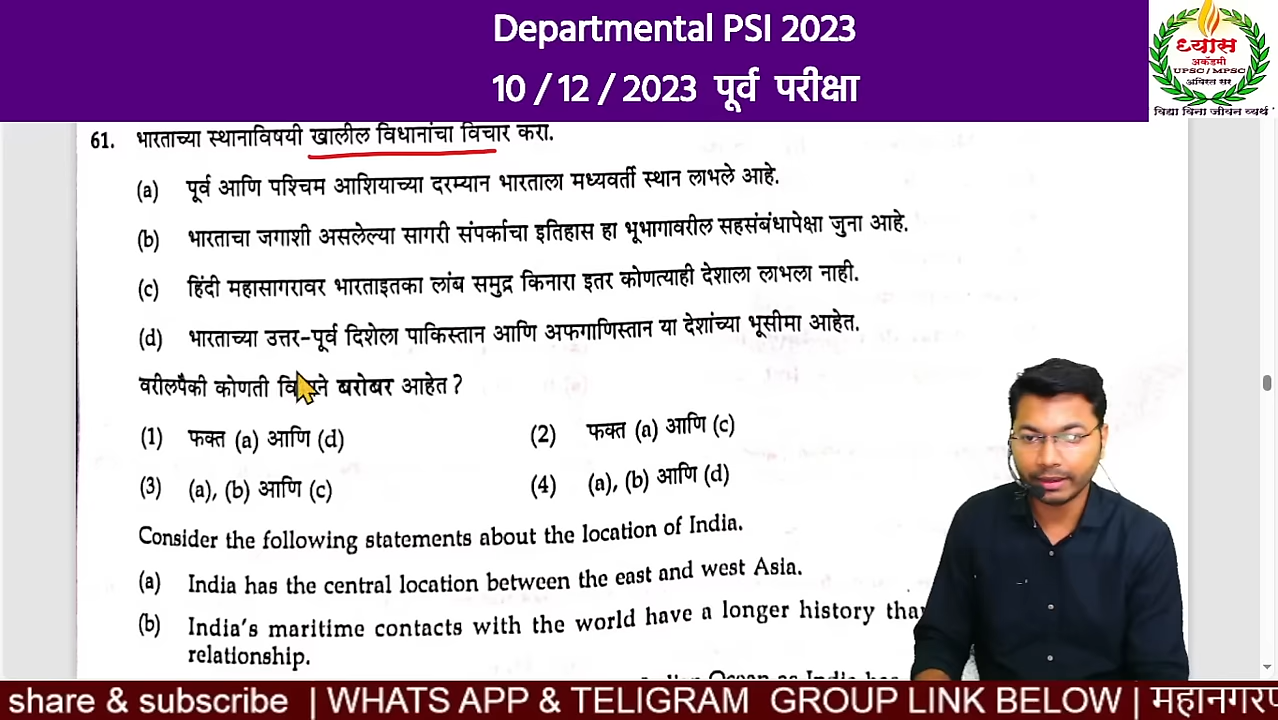 Departmental PSI 2023
10 / 12 / 2023 पूर्व परीक्षा
ध्यास
अकॅडमी
UPSC/MPSC
अविरत सर
विद्या विना जीवन व्यर्थ
61. भारताच्या स्थानाविषयी खालील विधानांचा विचार करा.
(a) पूर्व आणि पश्चिम आशियाच्या दरम्यान भारताला मध्यवर्ती स्थान लाभले आहे.
(b) भारताचा जगाशी असलेल्या सागरी संपर्काचा इतिहास हा भूभागावरील सहसंबंधापेक्षा जुना आहे.
(c) हिंदी महासागरावर भारताइतका लांब समुद्र किनारा इतर कोणत्याही देशाला लाभला नाही.
(d) भारताच्या उत्तर-पूर्व दिशेला पाकिस्तान आणि अफगाणिस्तान या देशांच्या भूसीमा आहेत.
वरीलपैकी कोणती बरोबर आहेत ?
(1) फक्त (a) आणि (d)
(2) फक्त (a) आणि (c)
(3) (a), (b) आणि (c)
(4) (a), (b) आणि (d)
Consider the following statements about the location of India.
(a) India has the central location between the east and west Asia.
(b) India's maritime contacts with the world have a longer history
relationship.
share & subscribe | WHATS APP & TELIGRAM GROUP LINK BELOW |